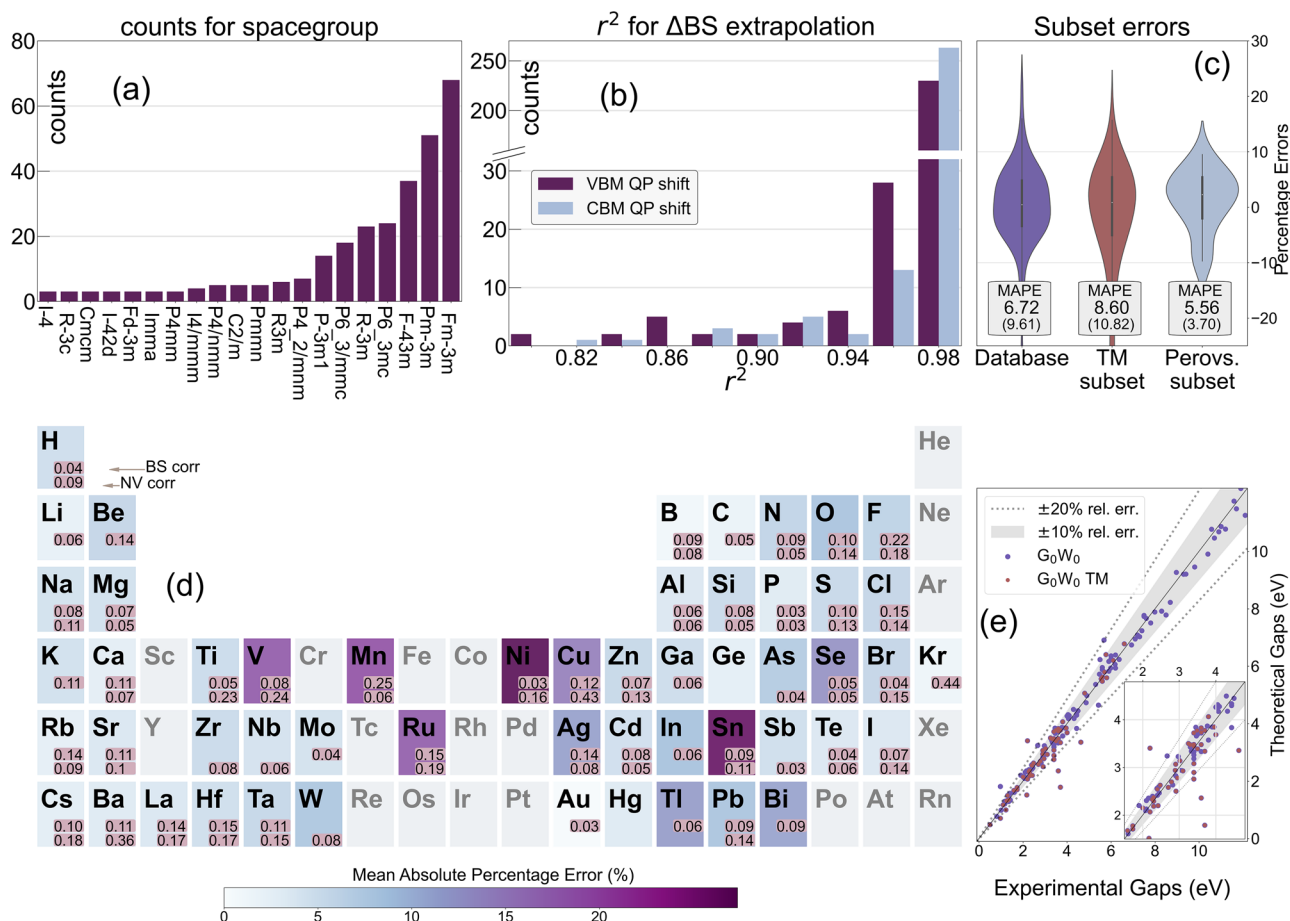 counts for spacegroup
counts
(a)
80
60
40
20
0
I-4
R-3c
Cmcm
I-42d
Fd-3m
Imma
P4mm
I4/mmm
P4/nmm
C2/m
Pmmn
R3m
P4_2/mnm
P-3m1
P6_3/mmc
R-3m
P6_3mc
F-43m
Pm-3m
Fm-3m
r² for ΔBS extrapolation
counts
(b)
250
200
30
20
10
0
VBM QP shift
CBM QP shift
0.82 0.86 0.90 0.94 0.98
r²
Subset errors
(c)
30
10
0
−10
−20
Percentage Errors
MAPE
6.72
(9.61)
MAPE
8.60
(10.82)
MAPE
5.56
(3.70)
Database
TM
subset
Perovs.
subset
(d)
H
0.04
0.09
BS corr
NV corr
He
Li
0.06
Be
0.14
B
0.09
0.08
C
0.05
N
0.09
0.05
O
0.10
0.14
F
0.22
0.18
Ne
Na
0.08
0.11
Mg
0.07
0.05
Al
0.06
0.06
Si
0.08
0.05
P
0.03
0.03
S
0.10
0.13
Cl
0.15
0.14
Ar
K
0.11
Ca
0.11
0.07
Sc
Ti
0.05
0.23
V
0.08
0.24
Cr
Mn
0.25
0.06
Fe
Co
Ni
0.03
0.16
Cu
0.12
0.43
Zn
0.07
0.13
Ga
0.06
Ge
As
0.04
Se
0.05
0.05
Br
0.04
0.15
Kr
0.44
Rb
0.14
0.09
Sr
0.11
0.1
Y
Zr
0.08
Nb
0.06
Mo
0.04
Tc
Ru
0.15
0.19
Rh
Pd
Ag
0.14
0.08
Cd
0.08
0.05
In
0.06
Sn
0.09
0.11
Sb
0.03
Te
0.04
0.06
I
0.07
0.14
Xe
Cs
0.10
0.18
Ba
0.11
0.36
La
0.14
0.17
Hf
0.15
0.17
Ta
0.11
0.15
W
0.08
Re
Os
Ir
Pt
Au
0.03
Hg
Tl
0.06
Pb
0.09
0.14
Bi
0.09
Po
At
Rn
Mean Absolute Percentage Error (%)
0 5 10 15 20
(e)
±20% rel. err.
±10% rel. err.
G₀W₀
G₀W₀ TM
2 3 4
4
3
2
10
8
6
4
2
0
Theoretical Gaps (eV)
0 2 4 6 8 10 12
Experimental Gaps (eV)